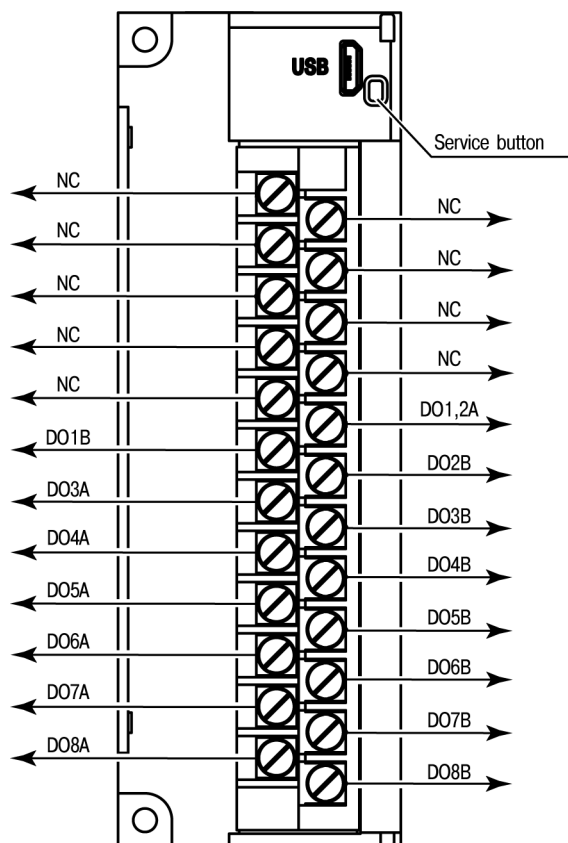 USB
Service button
NC
NC
NC
NC
NC
NC
NC
NC
NC
DO1,2A
DO1B
DO2B
DO3A
DO3B
DO4A
DO4B
DO5A
DO5B
DO6A
DO6B
DO7A
DO7B
DO8A
DO8B